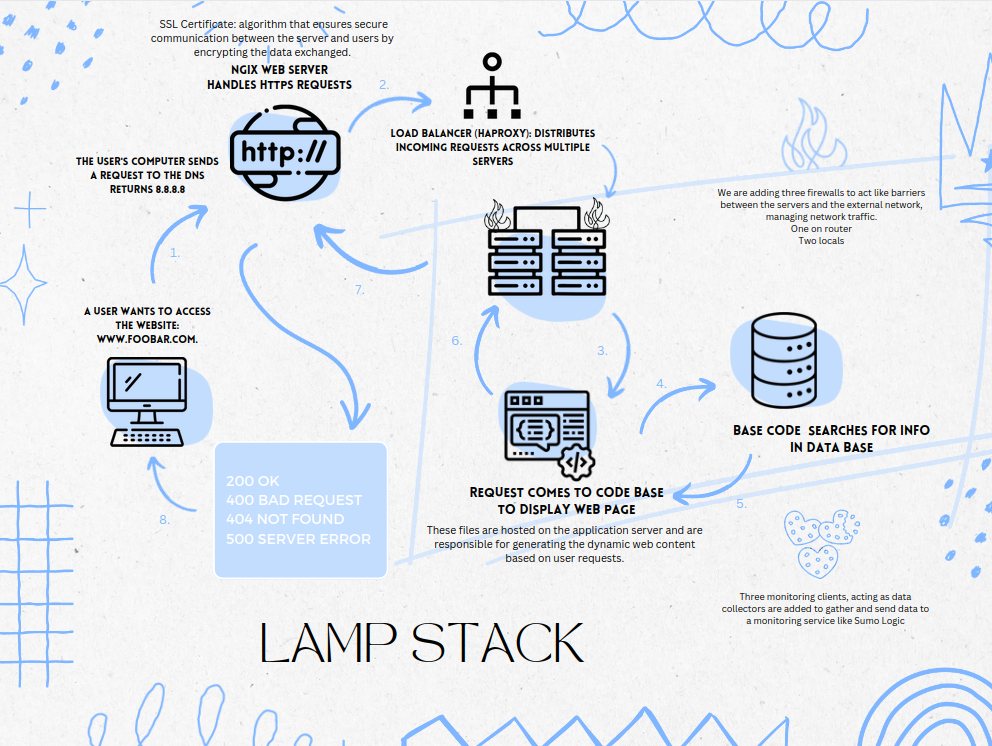 SSL Certificate: algorithm that ensures secure
communication between the server and users by
encrypting the data exchanged.
NGIX WEB SERVER
HANDLES HTTPS REQUESTS
2.
http://
LOAD BALANCER (HAPROXY): DISTRIBUTES
INCOMING REQUESTS ACROSS MULTIPLE
SERVERS
THE USER'S COMPUTER SENDS
A REQUEST TO THE DNS
RETURNS 8.8.8.8
We are adding three firewalls to act like barriers
between the servers and the external network,
managing network traffic.
One on router
Two locals
1.
7.
A USER WANTS TO ACCESS
THE WEBSITE:
WWW.FOOBAR.COM.
6.
3.
4.
{≡}
</>
BASE CODE SEARCHES FOR INFO
IN DATA BASE
200 OK
400 BAD REQUEST
404 NOT FOUND
500 SERVER ERROR
8.
REQUEST COMES TO CODE BASE
TO DISPLAY WEB PAGE
5.
These files are hosted on the application server and are
responsible for generating the dynamic web content
based on user requests.
Three monitoring clients, acting as data
collectors are added to gather and send data to
a monitoring service like Sumo Logic
LAMP STACK